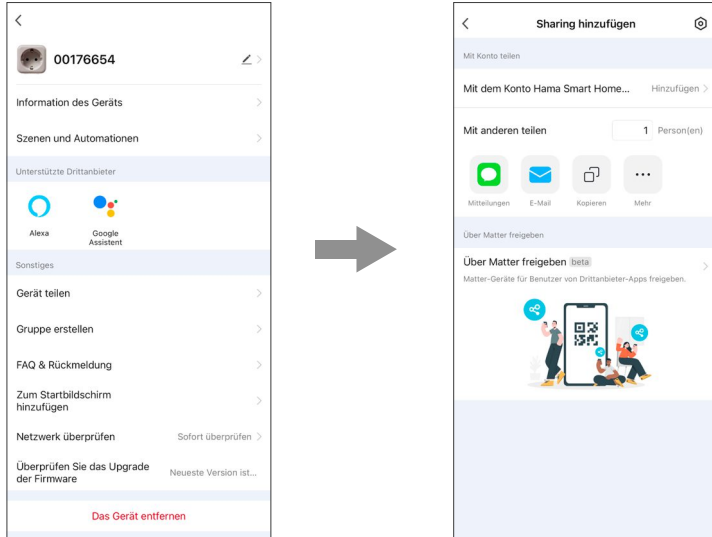 00176654
Information des Geräts
Szenen und Automationen
Unterstützte Drittanbieter
Alexa
Google
Assistent
Sonstiges
Gerät teilen
Gruppe erstellen
FAQ & Rückmeldung
Zum Startbildschirm
hinzufügen
Netzwerk überprüfen Sofort überprüfen
Überprüfen Sie das Upgrade
der Firmware Neueste Version ist...
Das Gerät entfernen
Sharing hinzufügen
Mit Konto teilen
Mit dem Konto Hama Smart Home... Hinzufügen
Mit anderen teilen 1 Person(en)
Mitteilungen E-Mail Kopieren Mehr
Über Matter freigeben
Über Matter freigeben beta
Matter-Geräte für Benutzer von Drittanbieter-Apps freigeben.